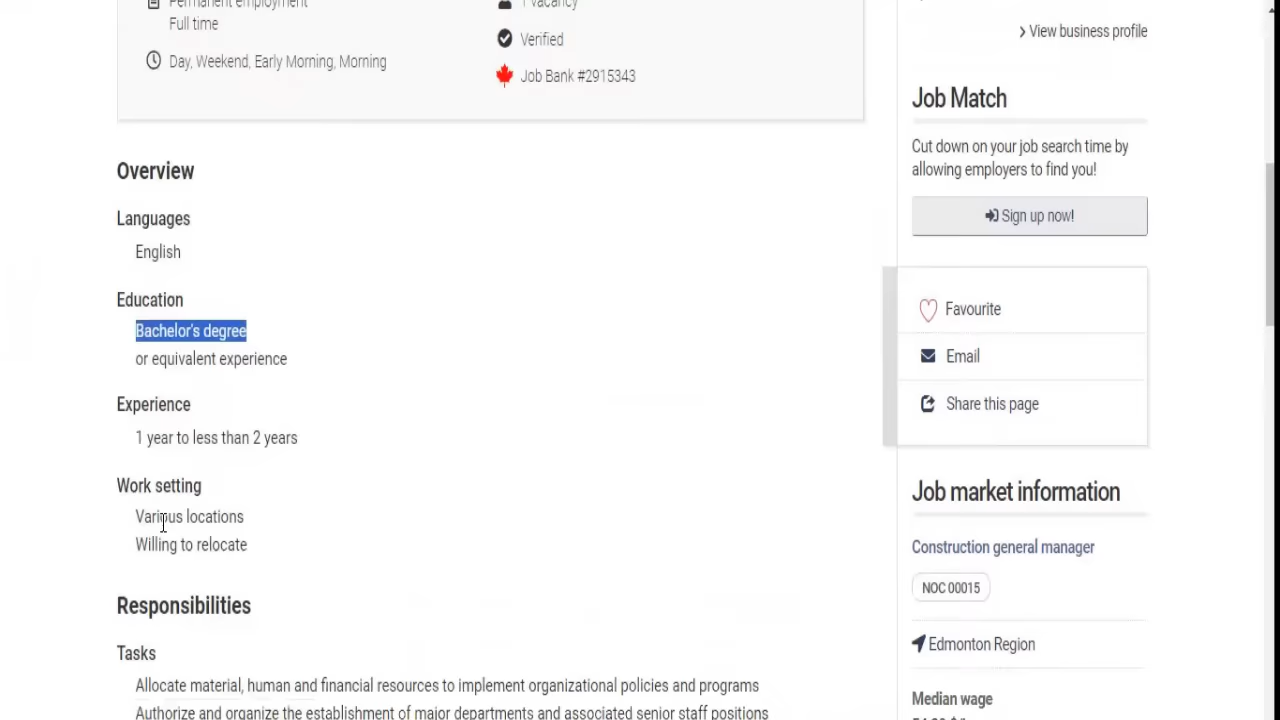 Permanent employment
Full time
Day, Weekend, Early Morning, Morning
1 vacancy
Verified
Job Bank #2915343
Overview
Languages
English
Education
Bachelor's degree
or equivalent experience
Experience
1 year to less than 2 years
Work setting
Various locations
Willing to relocate
Responsibilities
Tasks
Allocate material, human and financial resources to implement organizational policies and programs
Authorize and organize the establishment of major departments and associated senior staff positions
View business profile
Job Match
Cut down on your job search time by
allowing employers to find you!
Sign up now!
Favourite
Email
Share this page
Job market information
Construction general manager
NOC 00015
Edmonton Region
Median wage